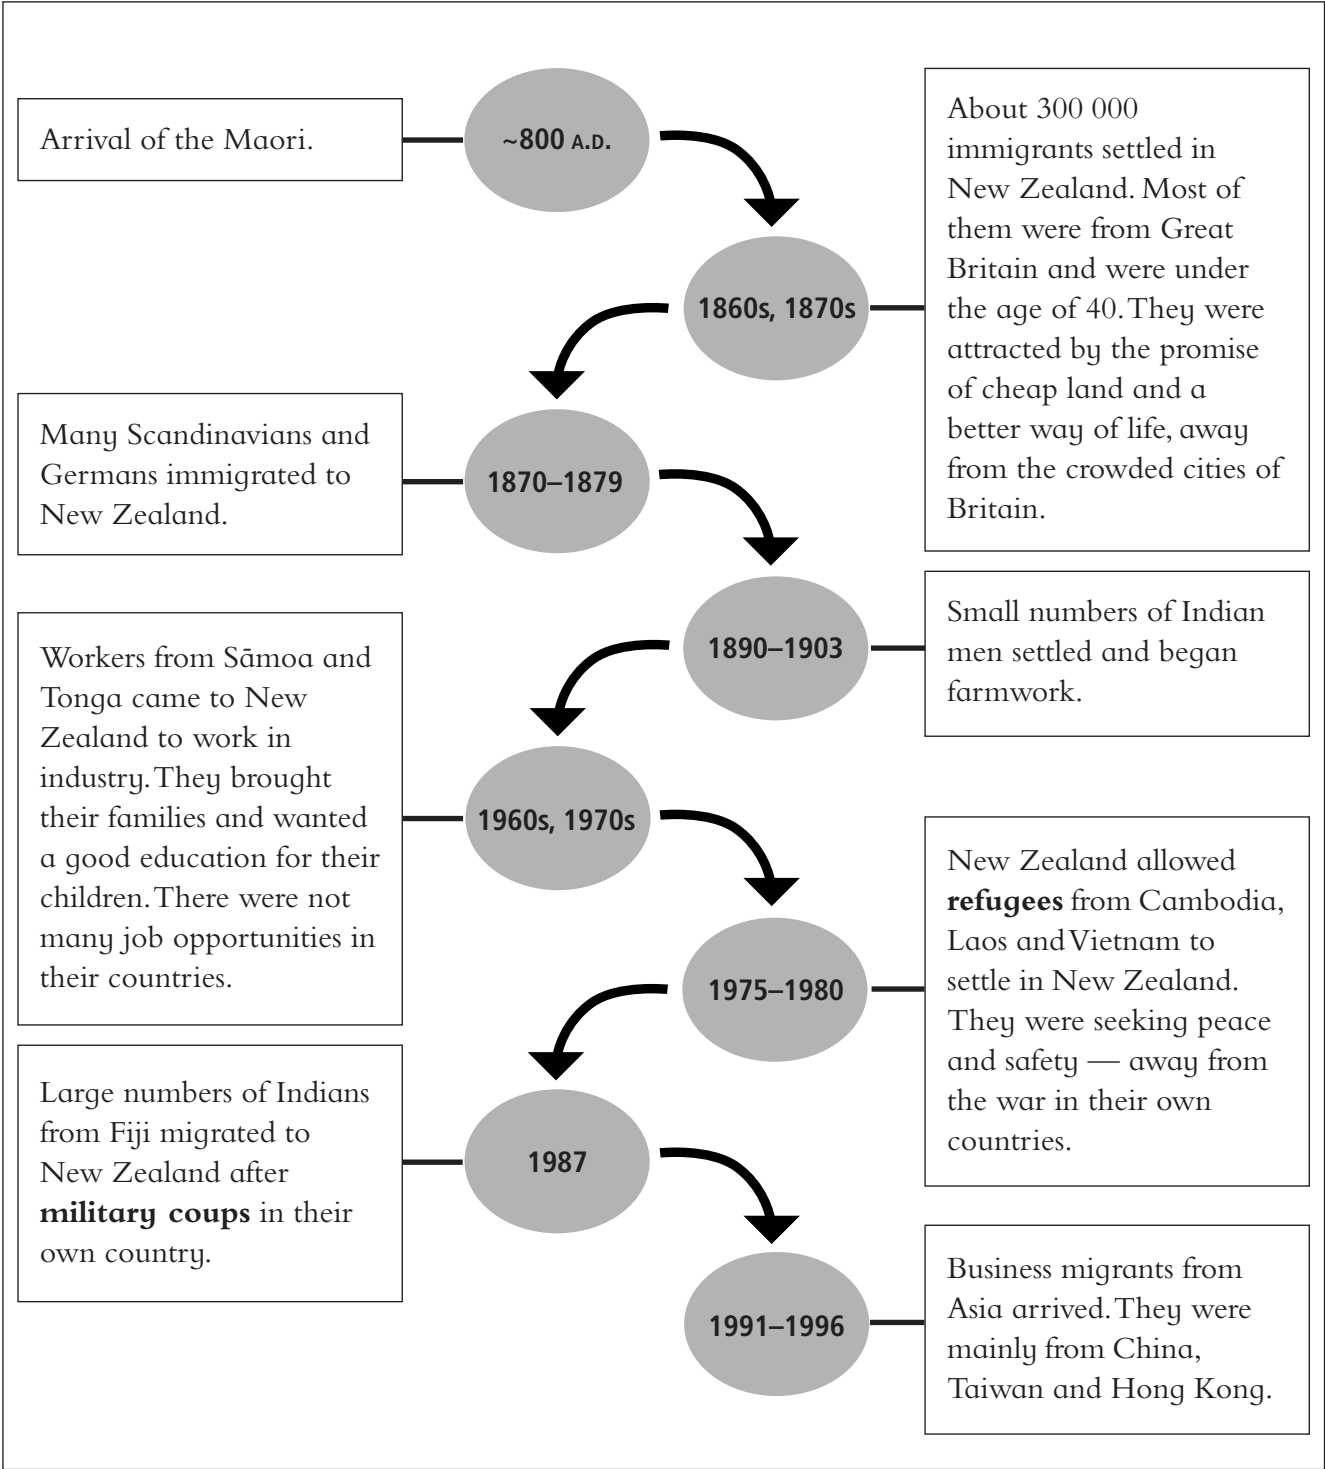 Arrival of the Maori.
~800 A.D.
About 300 000
immigrants settled in
New Zealand. Most of
them were from Great
Britain and were under
the age of 40. They were
attracted by the promise
of cheap land and a
better way of life, away
from the crowded cities of
Britain.
1860s, 1870s
Many Scandinavians and
Germans immigrated to
New Zealand.
1870–1879
Small numbers of Indian
men settled and began
farmwork.
1890–1903
Workers from Sāmoa and
Tonga came to New
Zealand to work in
industry. They brought
their families and wanted
a good education for their
children. There were not
many job opportunities in
their countries.
1960s, 1970s
New Zealand allowed
refugees from Cambodia,
Laos and Vietnam to
settle in New Zealand.
They were seeking peace
and safety — away from
the war in their own
countries.
1975–1980
Large numbers of Indians
from Fiji migrated to
New Zealand after
military coups in their
own country.
1987
Business migrants from
Asia arrived. They were
mainly from China,
Taiwan and Hong Kong.
1991–1996